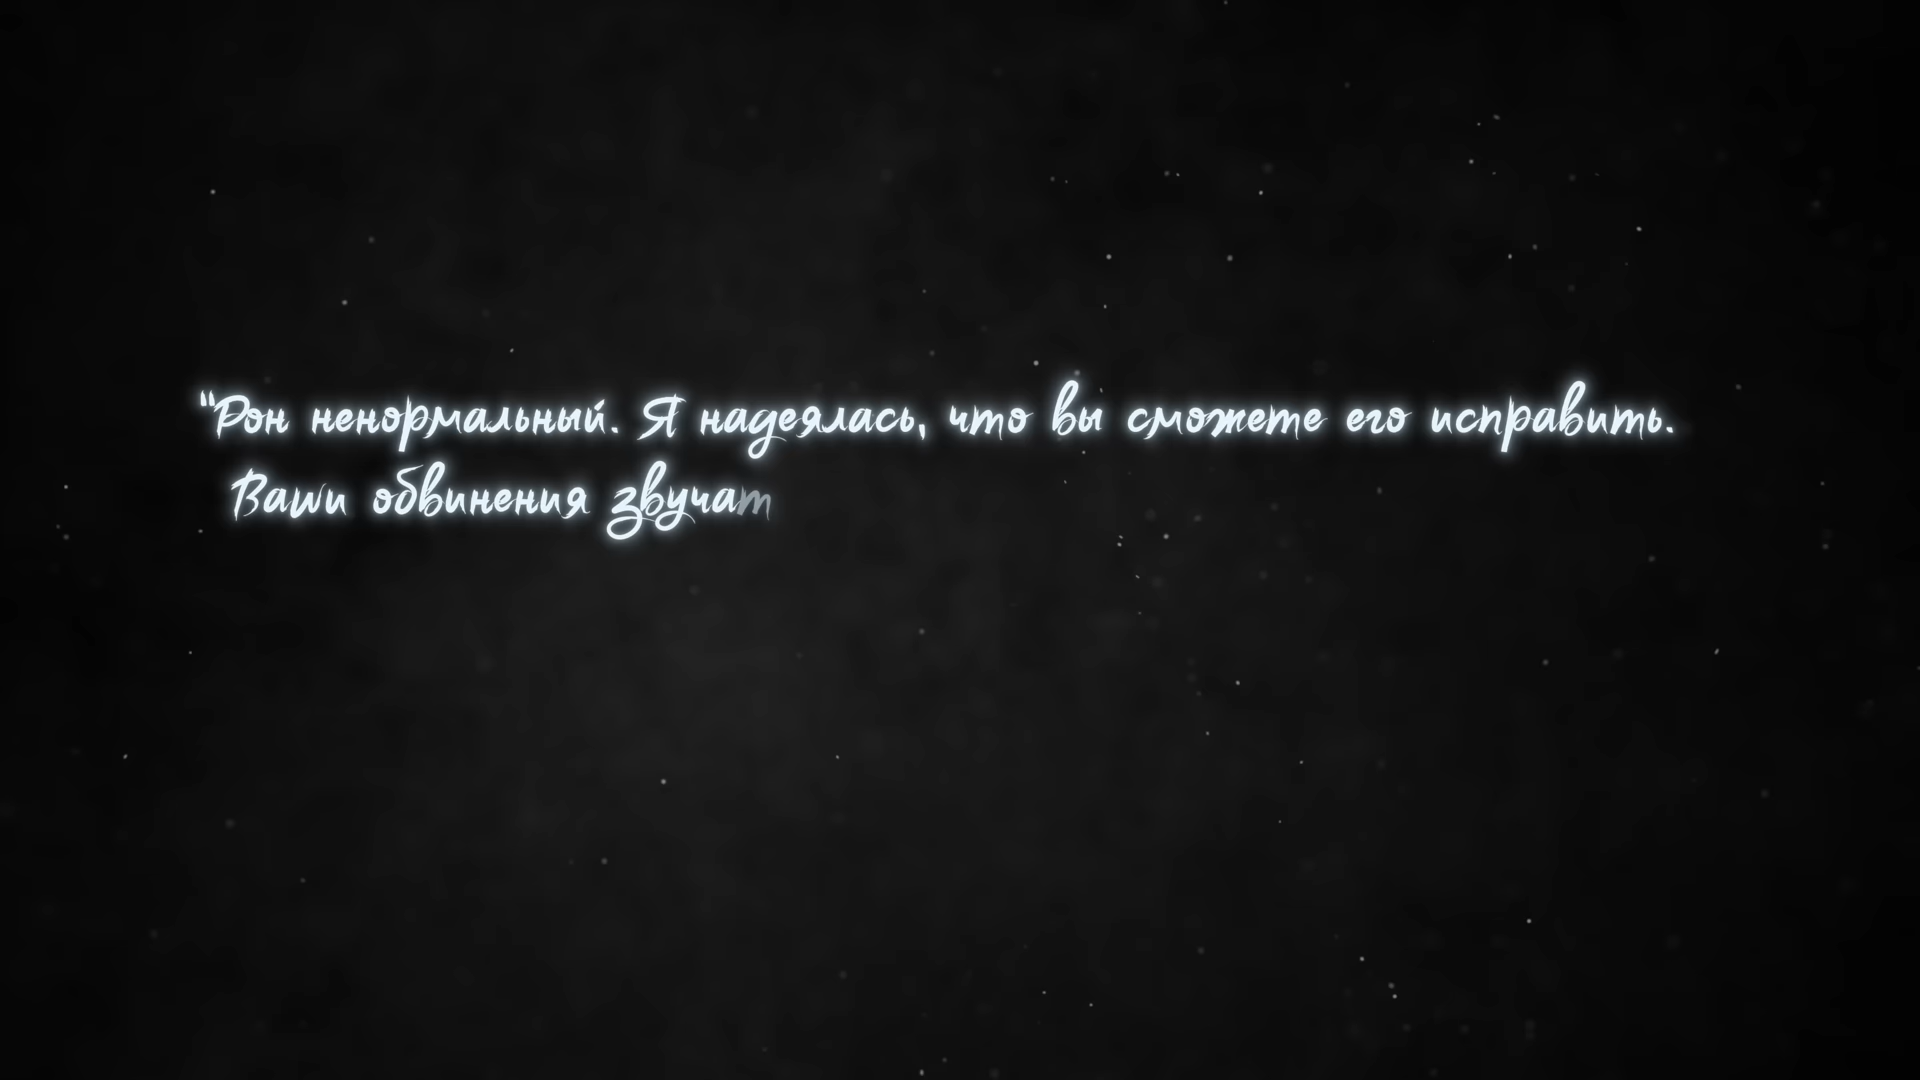 “Рон ненормальный. Я надеялась, что вы сможете его исправить.
Ваши обвинения звучат